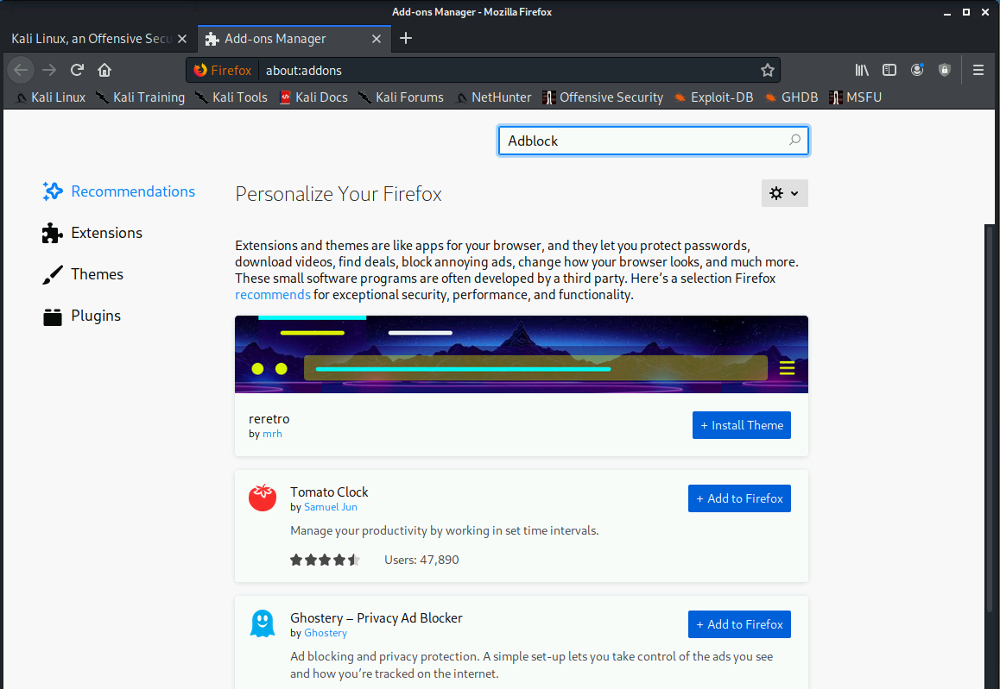 Add-ons Manager - Mozilla Firefox
Kali Linux, an Offensive Secu
Add-ons Manager
Firefox
about:addons
Kali Linux
Kali Training
Kali Tools
Kali Docs
Kali Forums
NetHunter
Offensive Security
Exploit-DB
GHDB
MSFU
Adblock
Recommendations
Extensions
Themes
Plugins
Personalize Your Firefox
Extensions and themes are like apps for your browser, and they let you protect passwords,
download videos, find deals, block annoying ads, change how your browser looks, and much more.
These small software programs are often developed by a third party. Here’s a selection Firefox
recommends for exceptional security, performance, and functionality.
reretro
by mrh
+ Install Theme
Tomato Clock
by Samuel Jun
+ Add to Firefox
Manage your productivity by working in set time intervals.
Users: 47,890
Ghostery – Privacy Ad Blocker
by Ghostery
+ Add to Firefox
Ad blocking and privacy protection. A simple set-up lets you take control of the ads you see
and how you’re tracked on the internet.